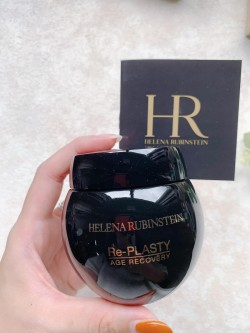 HR
HELENA RUBINSTEIN
HELENA RUBINSTEIN
Re-PLASTY
AGE RECOVERY